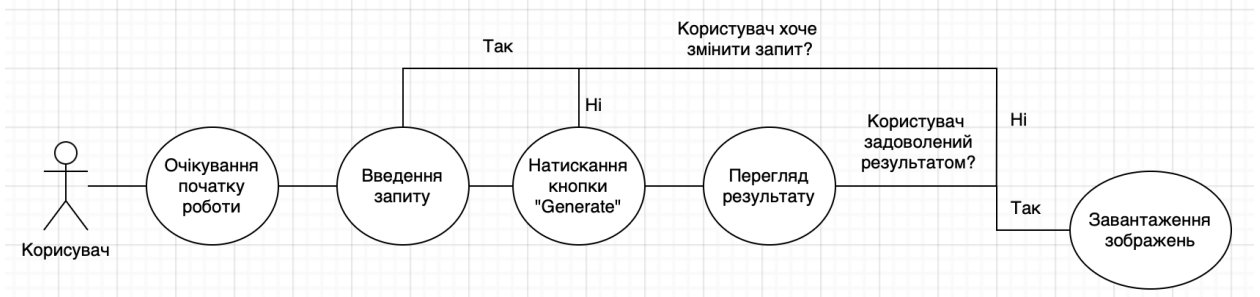 Користувач хоче
змінити запит?
Так
Ні
Користувач
задоволений
результатом?
Ні
Так
Корисувач
Очікування
початку
роботи
Введення
запиту
Натискання
кнопки
"Generate"
Перегляд
результату
Завантаження
зображень